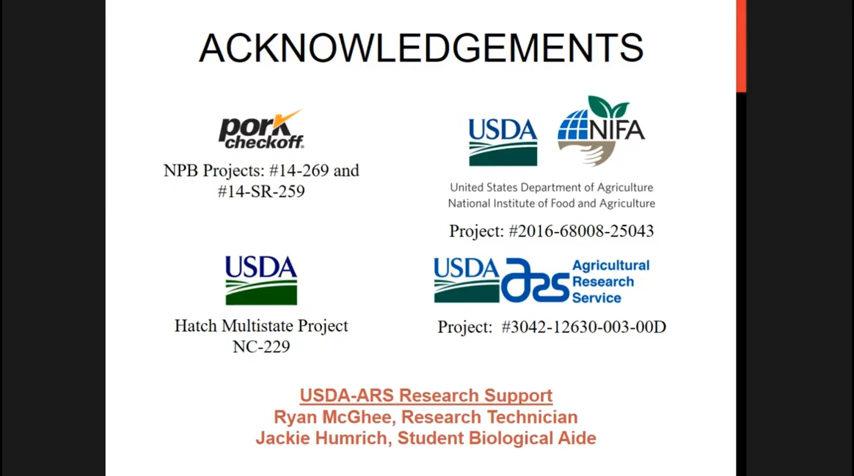 ACKNOWLEDGEMENTS
pork
checkoff.
NPB Projects: #14-269 and
#14-SR-259
USDA
NIFA
United States Department of Agriculture
National Institute of Food and Agriculture
Project: #2016-68008-25043
USDA
Hatch Multistate Project
NC-229
USDA ars Agricultural
Research
Service
Project: #3042-12630-003-00D
USDA-ARS Research Support
Ryan McGhee, Research Technician
Jackie Humrich, Student Biological Aide